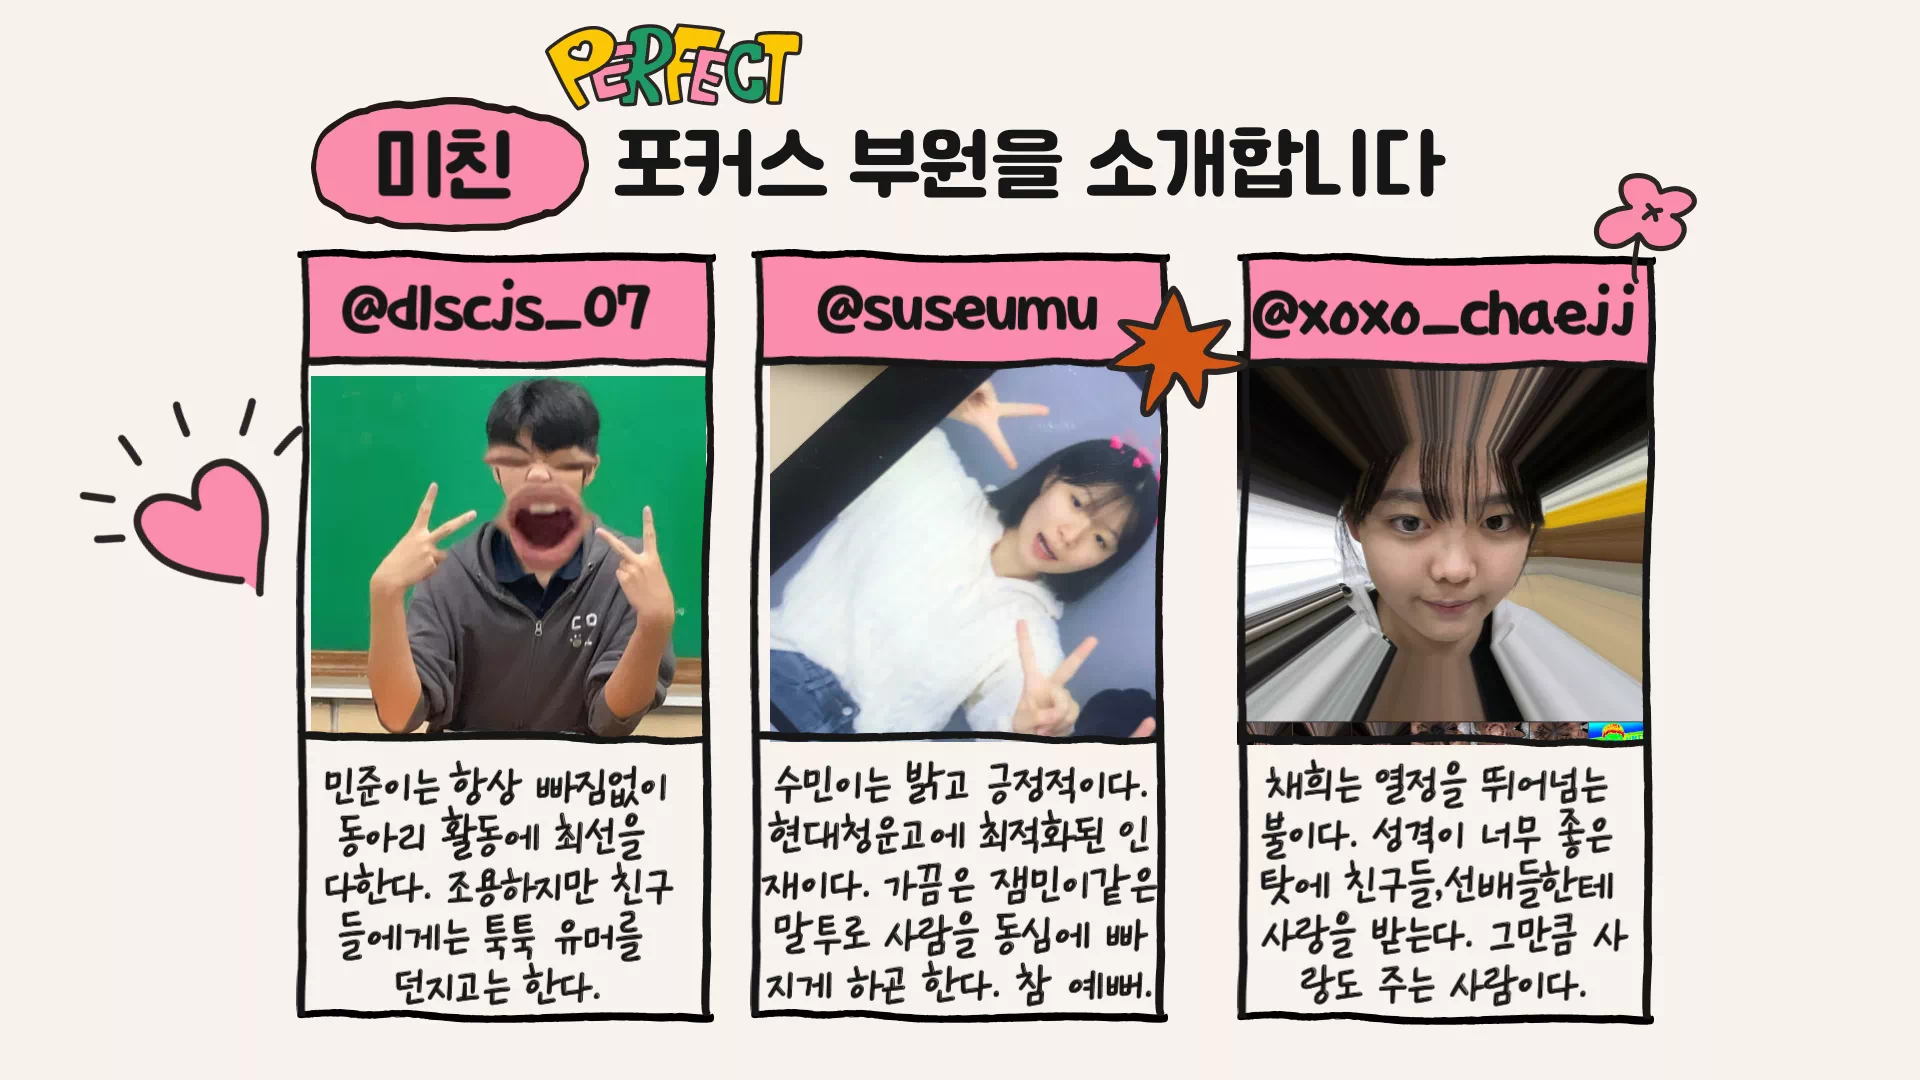 PERFECT
미친 포커스 부원을 소개합니다
@dlscjs_07
민준이는 항상 빠짐없이
동아리 활동에 최선을
다한다. 조용하지만 친구
들에게는 툭툭 유머를
던지고는 한다.
@suseumu
수민이는 밝고 긍정적이다.
현대청운고에 최적화된 인
재이다. 가끔은 잼민이같은
말투로 사람을 동심에 빠
지게 하곤 한다. 참 예뻐.
@xoxo_chaejj
채희는 열정을 뛰어넘는
불이다. 성격이 너무 좋은
탓에 친구들,선배들한테
사랑을 받는다. 그만큼 사
랑도 주는 사람이다.